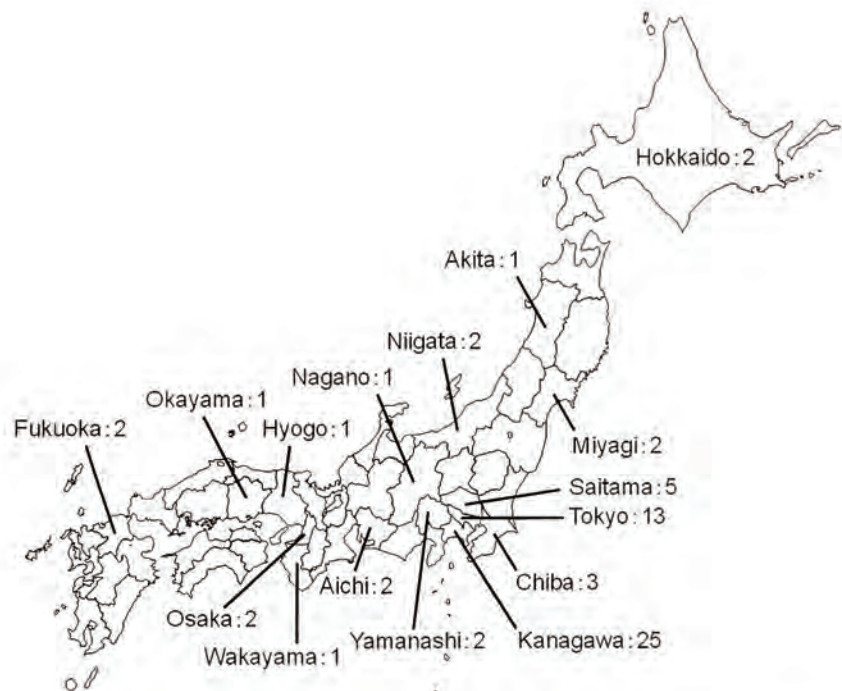 Hokkaido：2
Akita：1
Niigata：2
Nagano：1
Okayama：1
Fukuoka：2
Hyogo：1
Miyagi：2
Saitama：5
Tokyo：13
Chiba：3
Aichi：2
Osaka：2
Yamanashi：2
Kanagawa：25
Wakayama：1